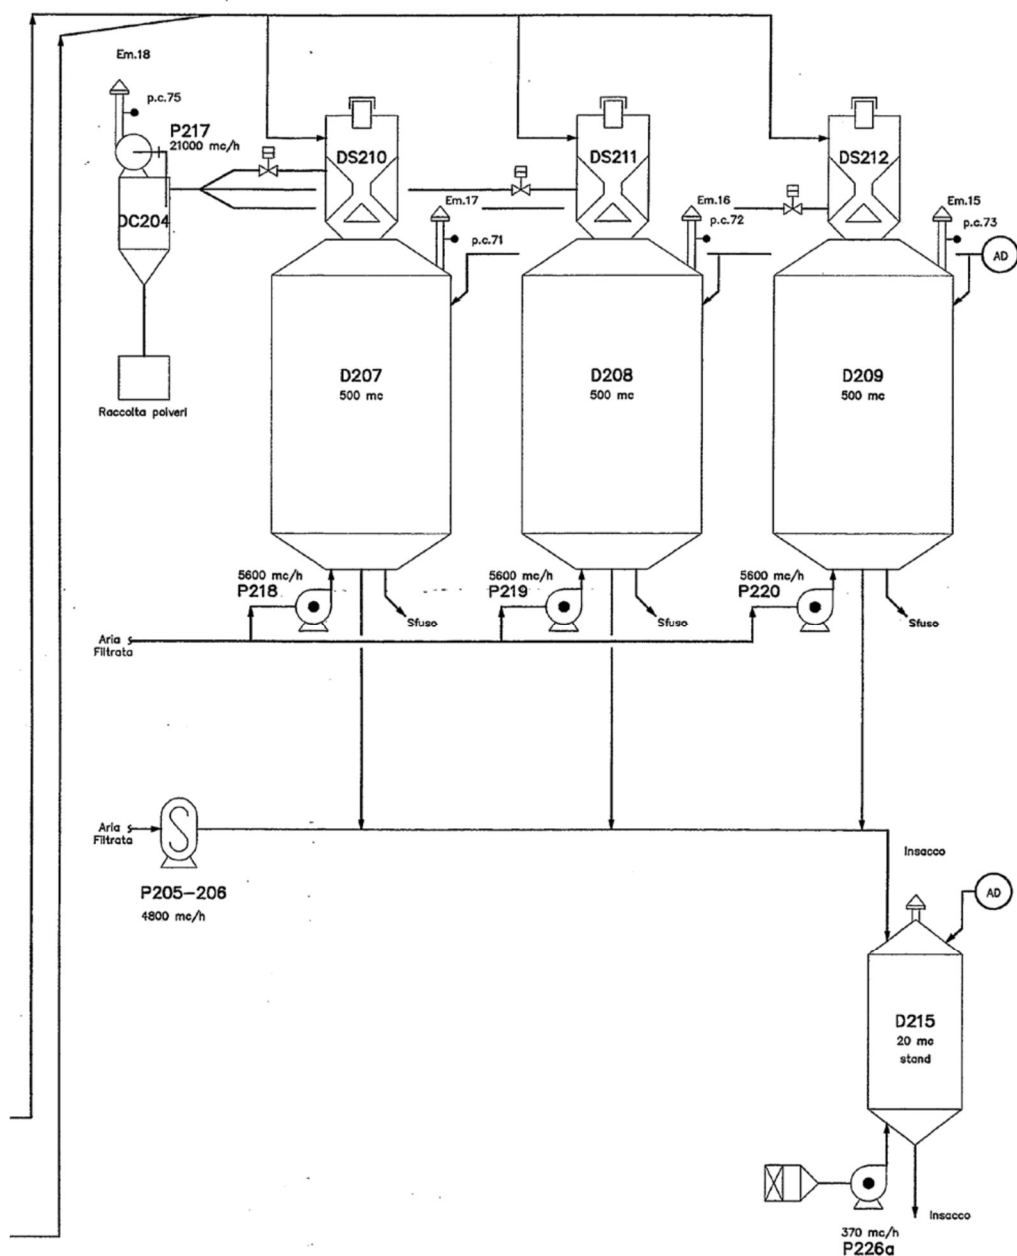 Em.18
p.c.75
P217
21000 mc/h
DS210
DS211
DS212
DC204
Em.17
p.c.71
Em.16
p.c.72
Em.15
p.c.73
AD
D207
500 mc
D208
500 mc
D209
500 mc
Raccolta polveri
5600 mc/h
P218
5600 mc/h
P219
5600 mc/h
P220
Sfuso
Sfuso
Sfuso
Aria
Filtrata
Aria
Filtrata
P205-206
4800 mc/h
Insacco
AD
D215
20 mc
stand
Insacco
370 mc/h
P226a